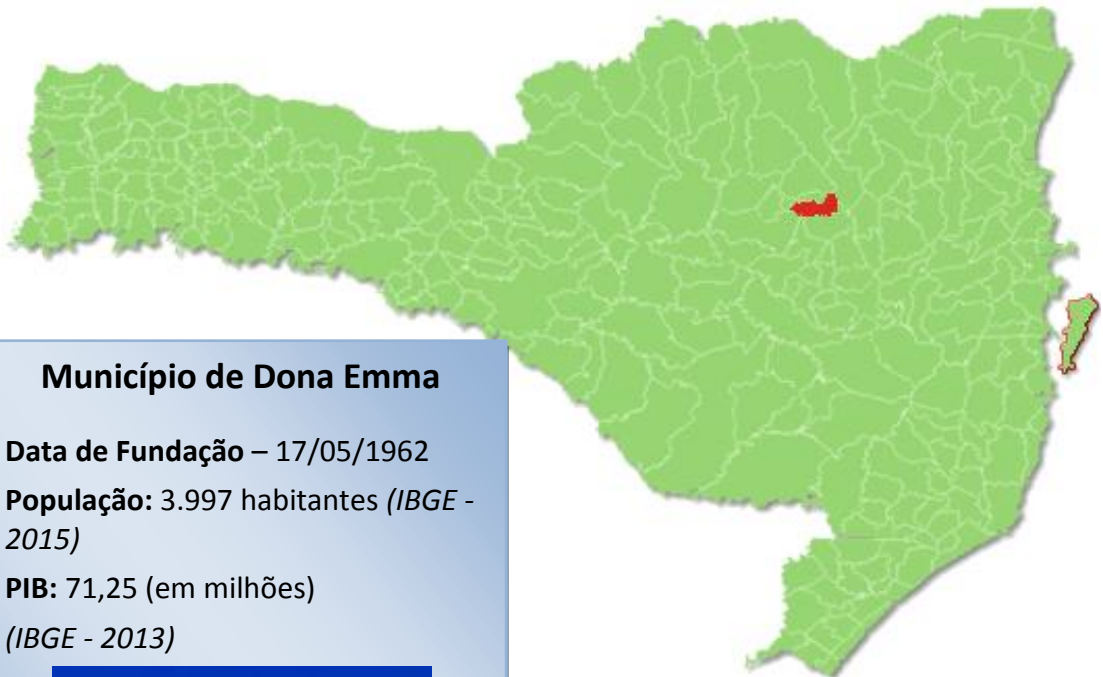 Município de Dona Emma
Data de Fundação – 17/05/1962
População: 3.997 habitantes (IBGE -
2015)
PIB: 71,25 (em milhões)
(IBGE - 2013)